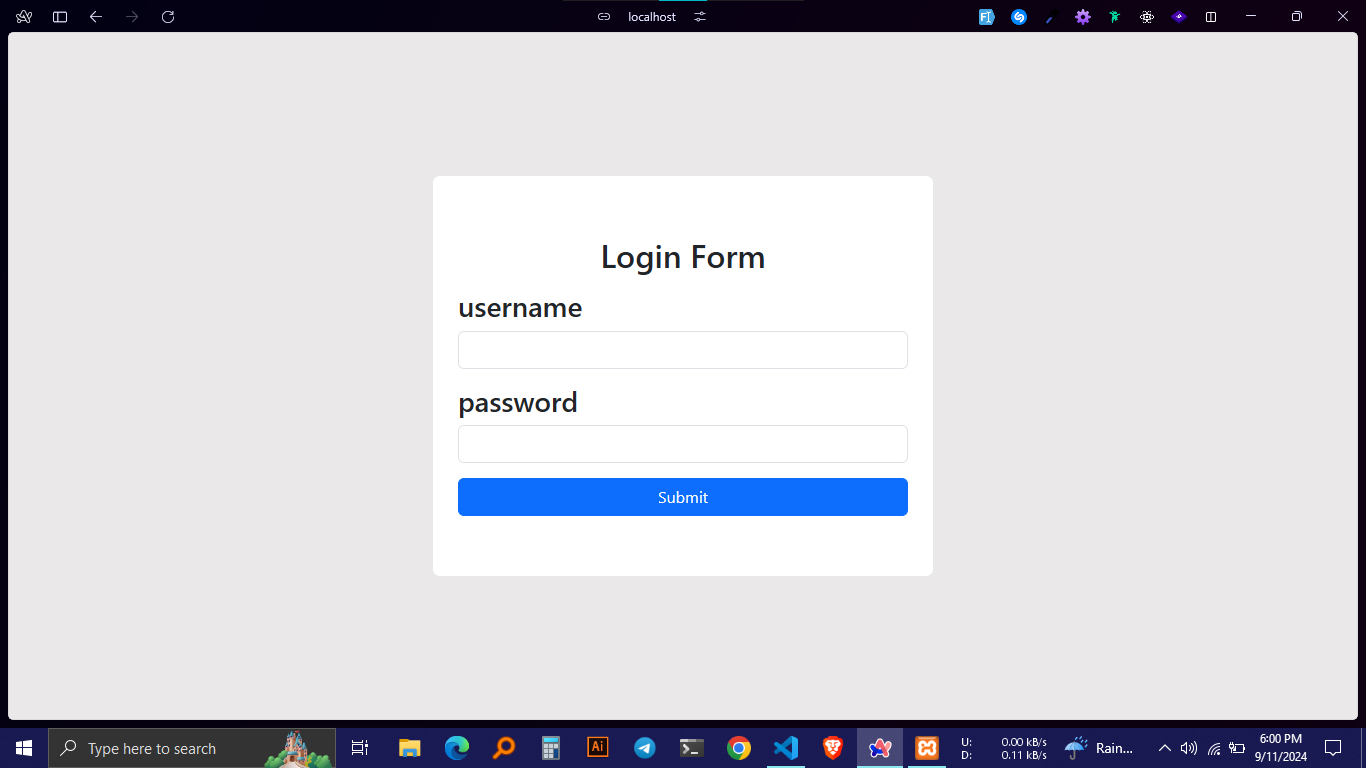 localhost
Login Form
username
password
Submit
Type here to search
Ai
U: 0.00 kB/s
D: 0.11 kB/s
Rain...
6:00 PM
9/11/2024